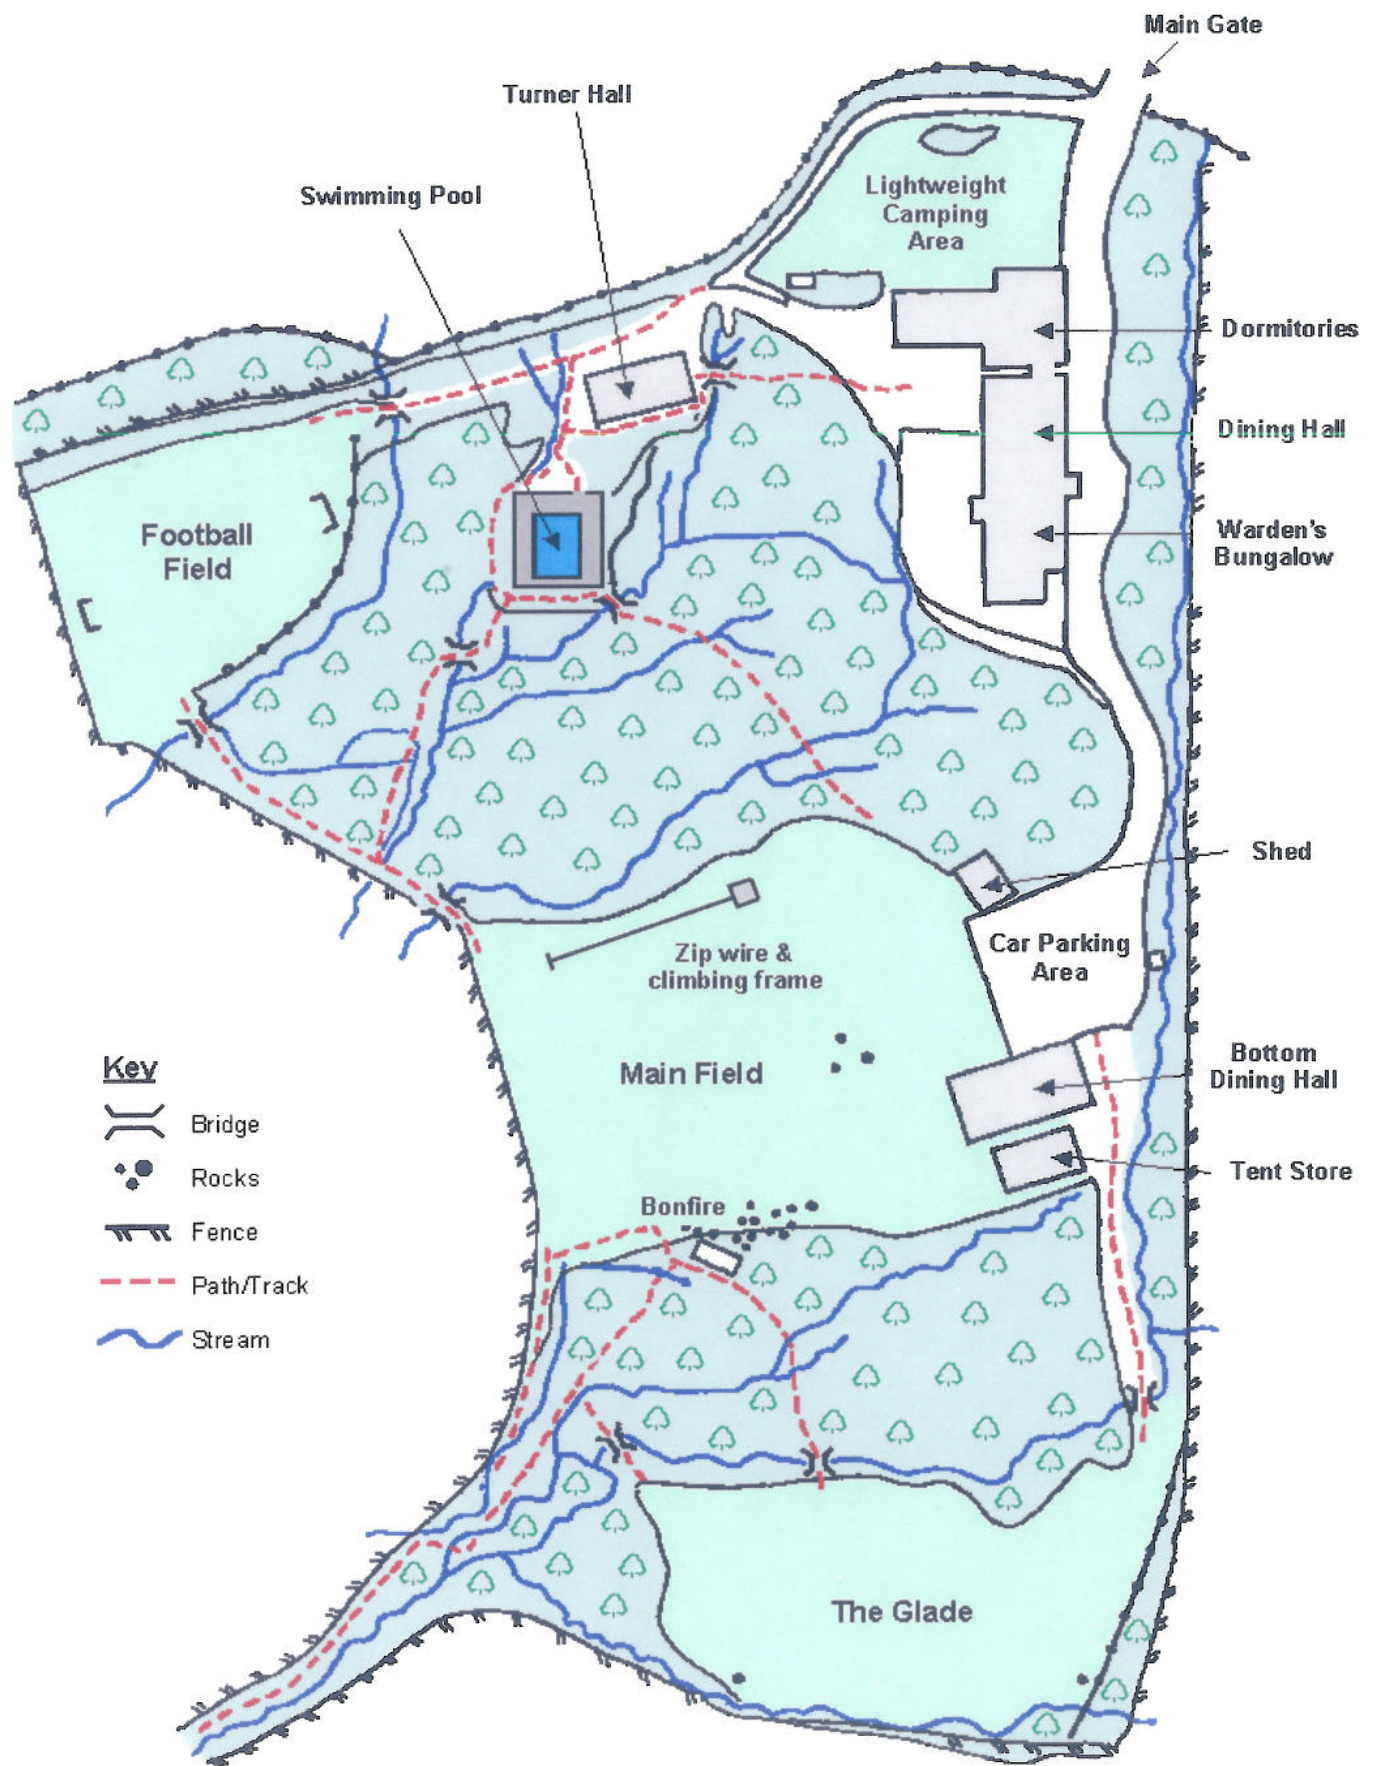 Main Gate
Turner Hall
Swimming Pool
Lightweight
Camping
Area
Dormitories
Dining Hall
Warden's
Bungalow
Football
Field
Shed
Car Parking
Area
Zip wire &
climbing frame
Main Field
Bottom
Dining Hall
Tent Store
Bonfire
The Glade
Key
Bridge
Rocks
Fence
Path/Track
Stream